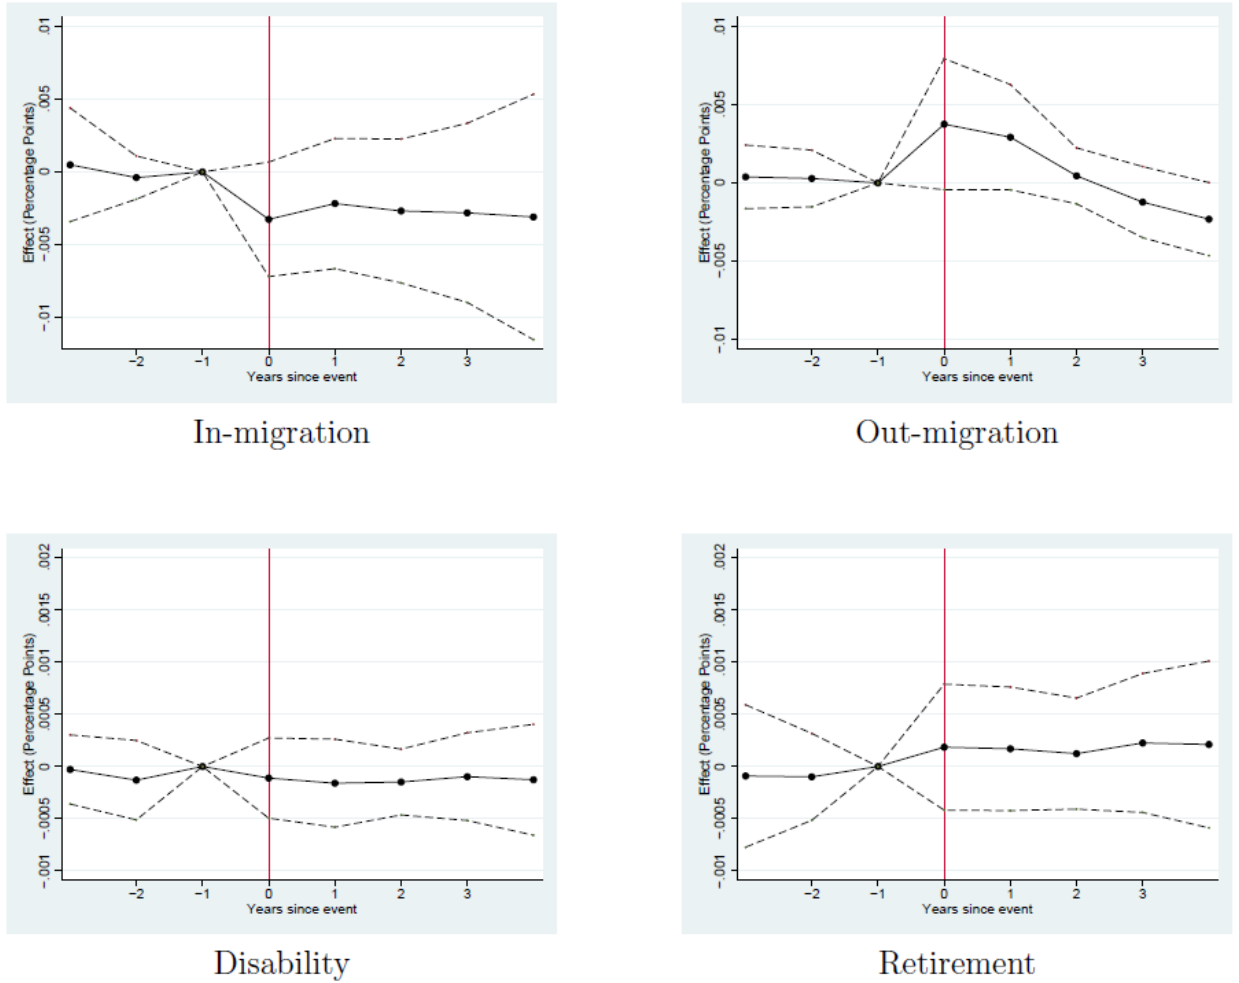 .01
.005
0
−.005
−.01
Effect (Percentage Points)
−2 −1 0 1 2 3
Years since event
In-migration
.01
.005
0
−.005
−.01
Effect (Percentage Points)
−2 −1 0 1 2 3
Years since event
Out-migration
.002
.0015
.001
.0005
0
−.0005
−.001
Effect (Percentage Points)
−2 −1 0 1 2 3
Years since event
Disability
.002
.0015
.001
.0005
0
−.0005
−.001
Effect (Percentage Points)
−2 −1 0 1 2 3
Years since event
Retirement